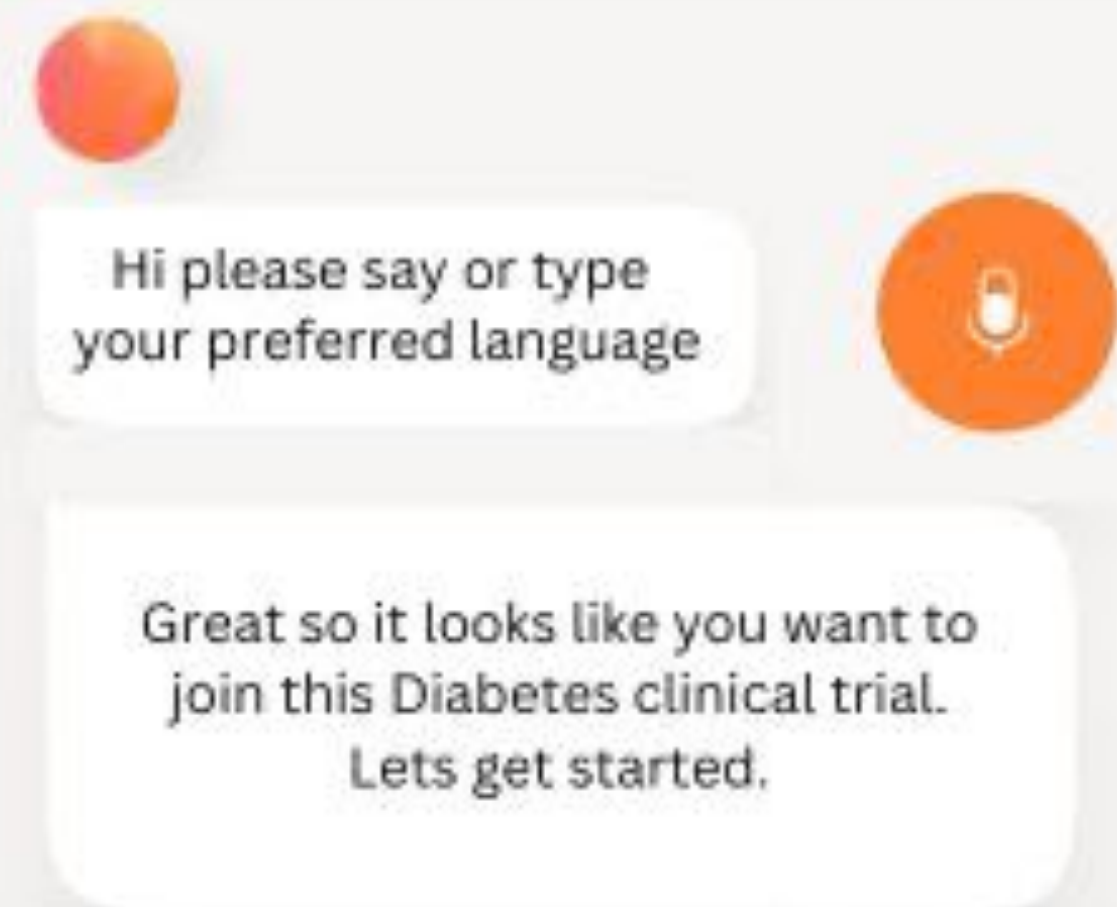 Hi please say or type
your preferred language
Great so it looks like you want to
join this Diabetes clinical trial.
Lets get started.